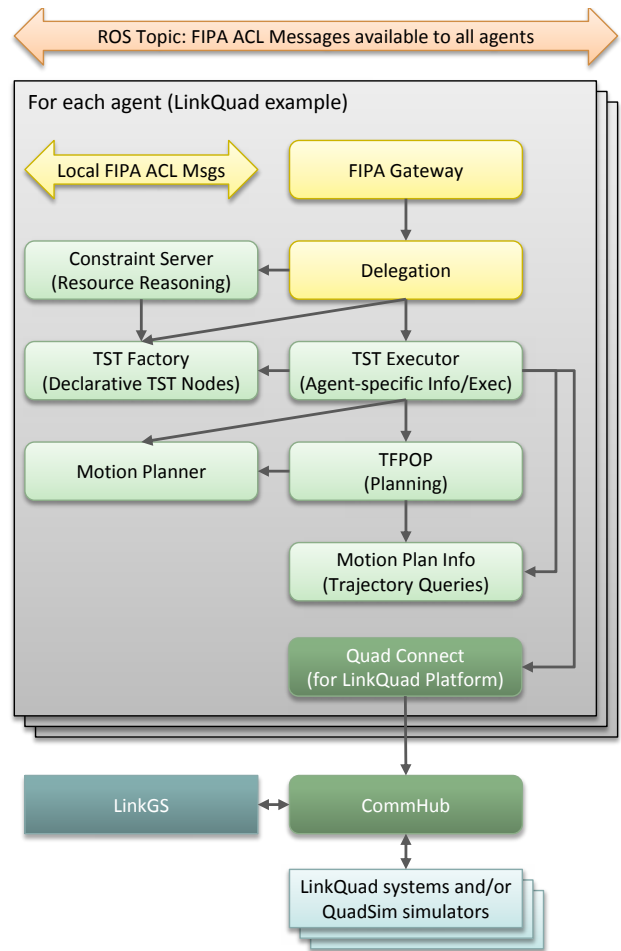 ROS Topic: FIPA ACL Messages available to all agents
For each agent (LinkQuad example)
Local FIPA ACL Msgs
FIPA Gateway
Constraint Server
(Resource Reasoning)
Delegation
TST Factory
(Declarative TST Nodes)
TST Executor
(Agent-specific Info/Exec)
Motion Planner
TFPOP
(Planning)
Motion Plan Info
(Trajectory Queries)
Quad Connect
(for LinkQuad Platform)
LinkGS
CommHub
LinkQuad systems and/or
QuadSim simulators